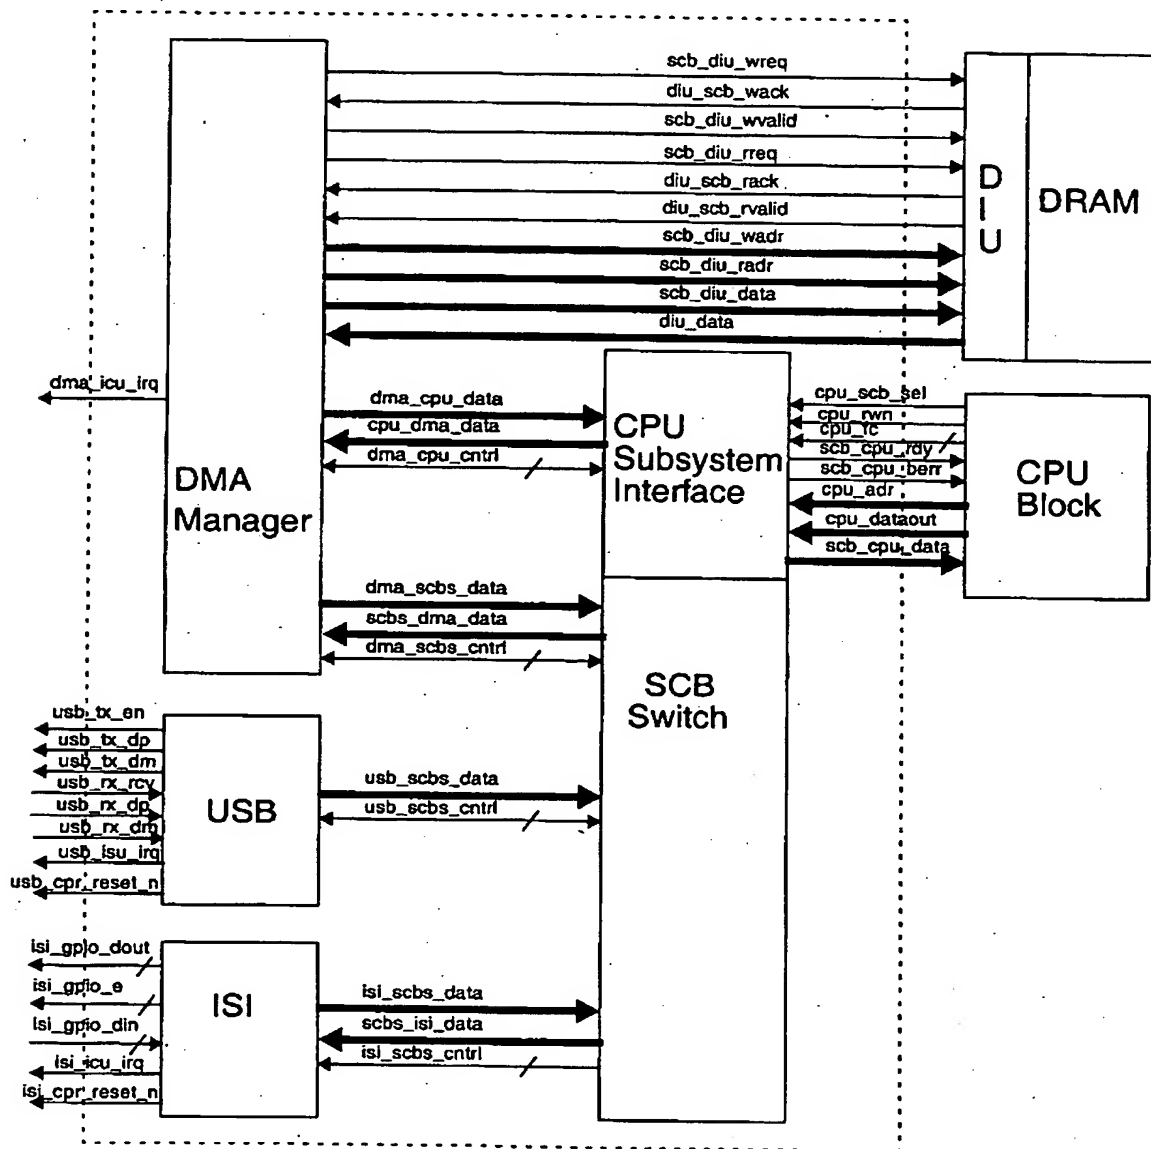 scb_diu_wreq
diu_scb_wack
scb_diu_wvalid
scb_diu_rreq
diu_scb_rack
diu_scb_rvalid
scb_diu_wadr
scb_diu_radr
scb_diu_data
diu_data
D
I
U
DRAM
dma_icu_irq
DMA
Manager
dma_cpu_data
cpu_dma_data
dma_cpu_cntrl
CPU
Subsystem
Interface
cpu_scb_sel
cpu_rwn
cpu_fc
scb_cpu_rdy
scb_cpu_berr
cpu_adr
cpu_dataout
scb_cpu_data
CPU
Block
dma_scbs_data
scbs_dma_data
dma_scbs_cntrl
SCB
Switch
usb_tx_en
usb_tx_dp
usb_tx_dm
usb_rx_rcv
usb_rx_dp
usb_rx_dm
usb_isu_irq
usb_cpr_reset_n
USB
usb_scbs_data
usb_scbs_cntrl
isi_gpio_dout
isi_gpio_e
isi_gpio_din
isi_icu_irq
isi_cpr_reset_n
ISI
isi_scbs_data
scbs_isi_data
isi_scbs_cntrl